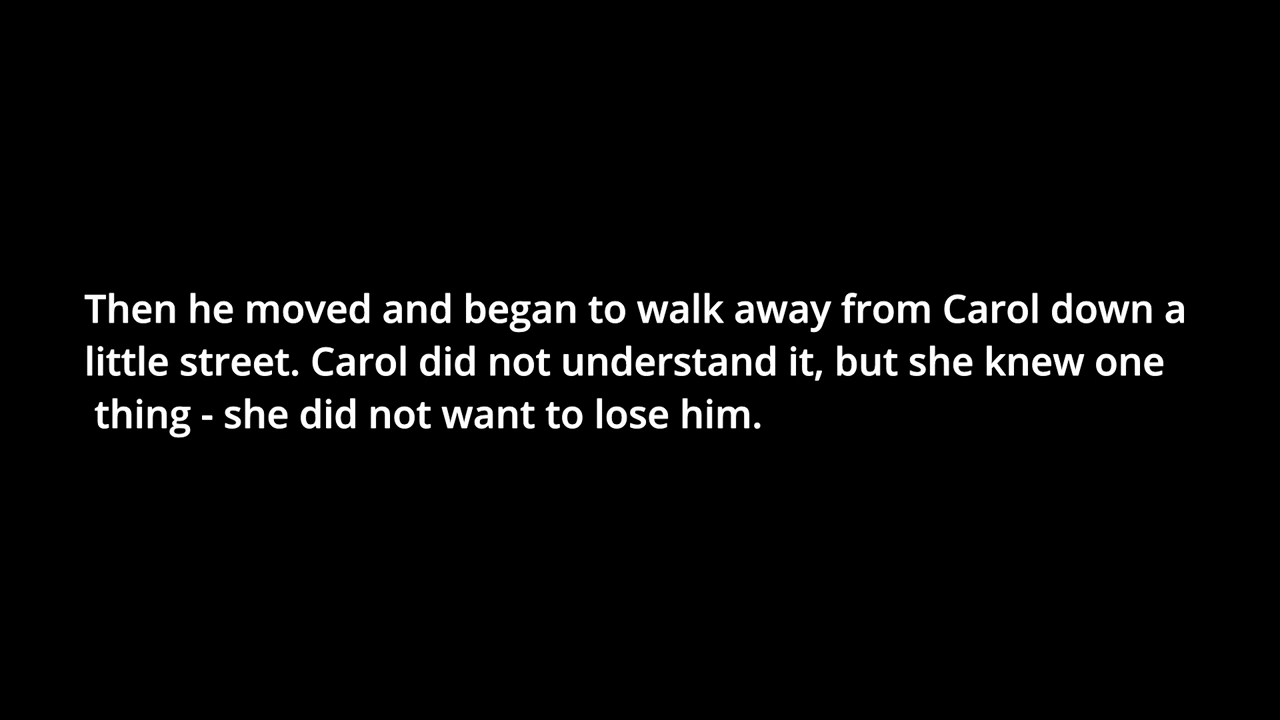 Then he moved and began to walk away from Carol down a
little street. Carol did not understand it, but she knew one
thing - she did not want to lose him.